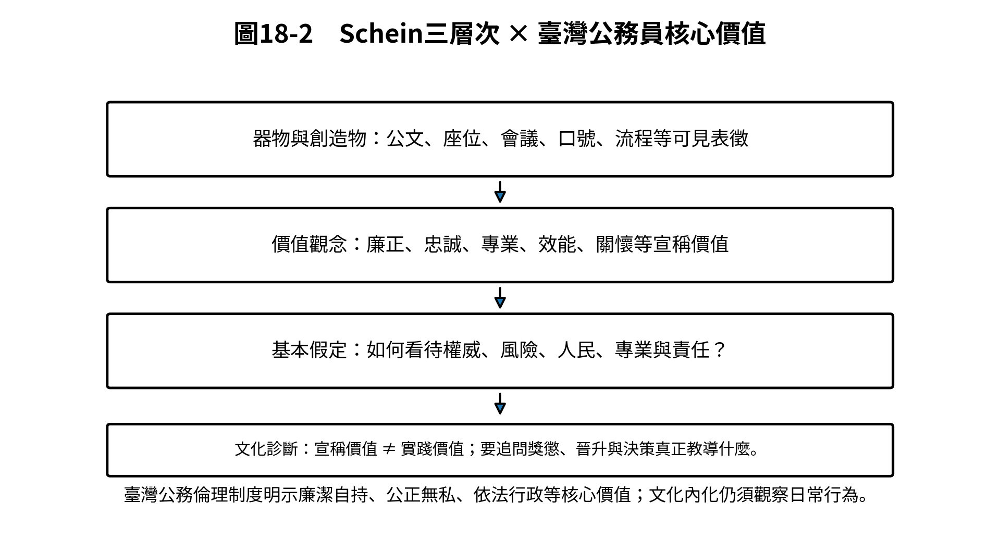 圖18-2　Schein三層次 × 臺灣公務員核心價值
器物與創造物：公文、座位、會議、口號、流程等可見表徵
價值觀念：廉正、忠誠、專業、效能、關懷等宣稱價值
基本假定：如何看待權威、風險、人民、專業與責任？
文化診斷：宣稱價值 ≠ 實踐價值；要追問獎懲、晉升與決策真正教導什麼。
臺灣公務倫理制度明示廉潔自持、公正無私、依法行政等核心價值；文化內化仍須觀察日常行為。